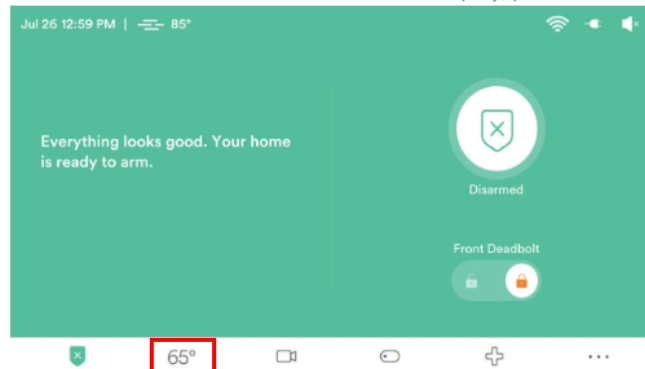 Jul 26 12:59 PM | 85°
Everything looks good. Your home
is ready to arm.
Disarmed
Front Deadbolt
65°